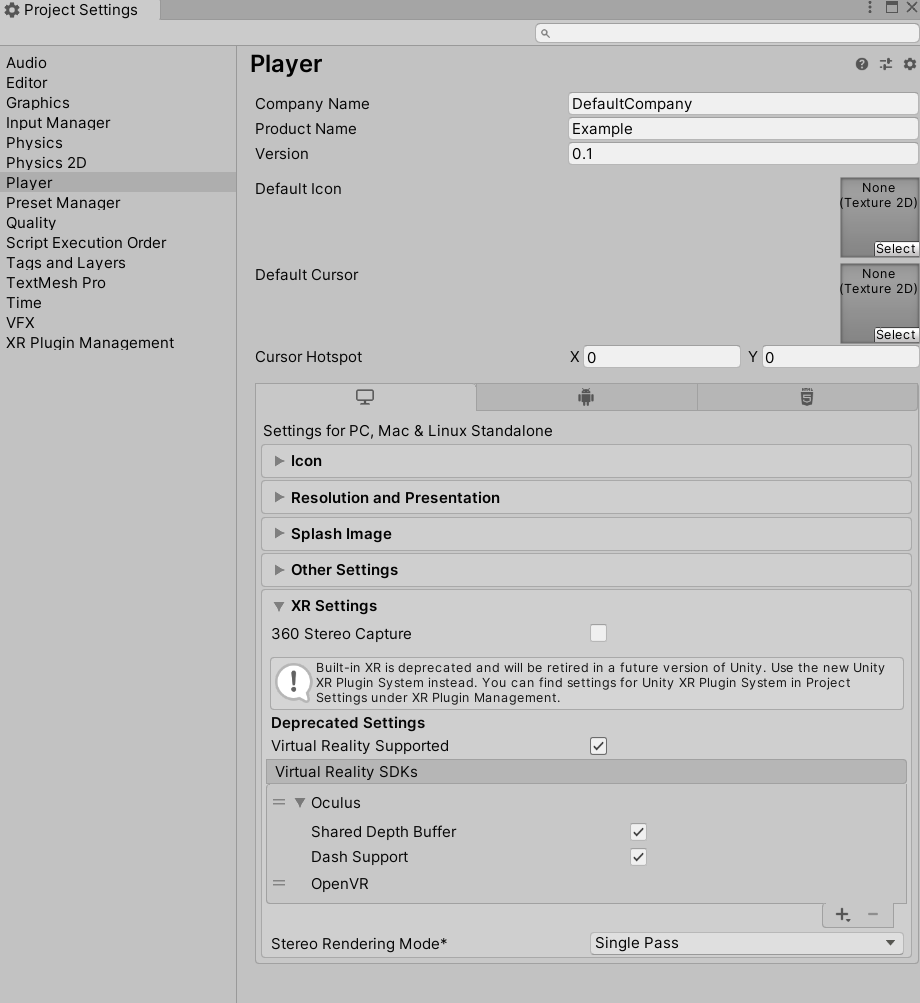 Project Settings
Audio
Editor
Graphics
Input Manager
Physics
Physics 2D
Player
Preset Manager
Quality
Script Execution Order
Tags and Layers
TextMesh Pro
Time
VFX
XR Plugin Management
Player
Company Name
DefaultCompany
Product Name
Example
Version
0.1
Default Icon
None
(Texture 2D)
Select
Default Cursor
None
(Texture 2D)
Select
Cursor Hotspot
X 0
Y 0
Settings for PC, Mac & Linux Standalone
Icon
Resolution and Presentation
Splash Image
Other Settings
XR Settings
360 Stereo Capture
Built-in XR is deprecated and will be retired in a future version of Unity. Use the new Unity
XR Plugin System instead. You can find settings for Unity XR Plugin System in Project
Settings under XR Plugin Management.
Deprecated Settings
Virtual Reality Supported
Virtual Reality SDKs
Oculus
Shared Depth Buffer
Dash Support
OpenVR
Stereo Rendering Mode*
Single Pass